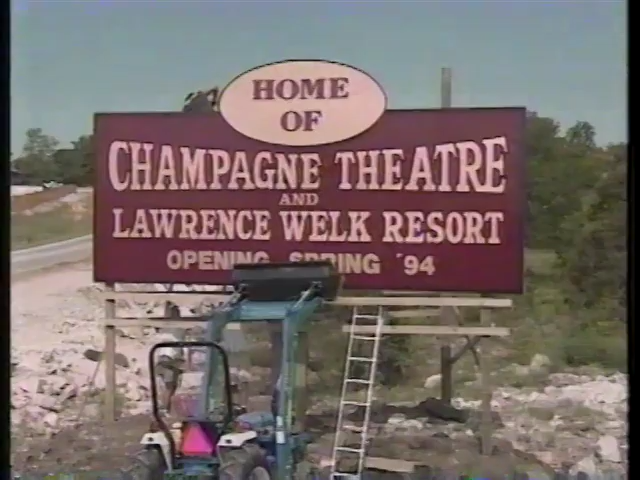 HOME
OF
CHAMPAGNE THEATRE
AND
LAWRENCE WELK RESORT
OPENING SPRING '94